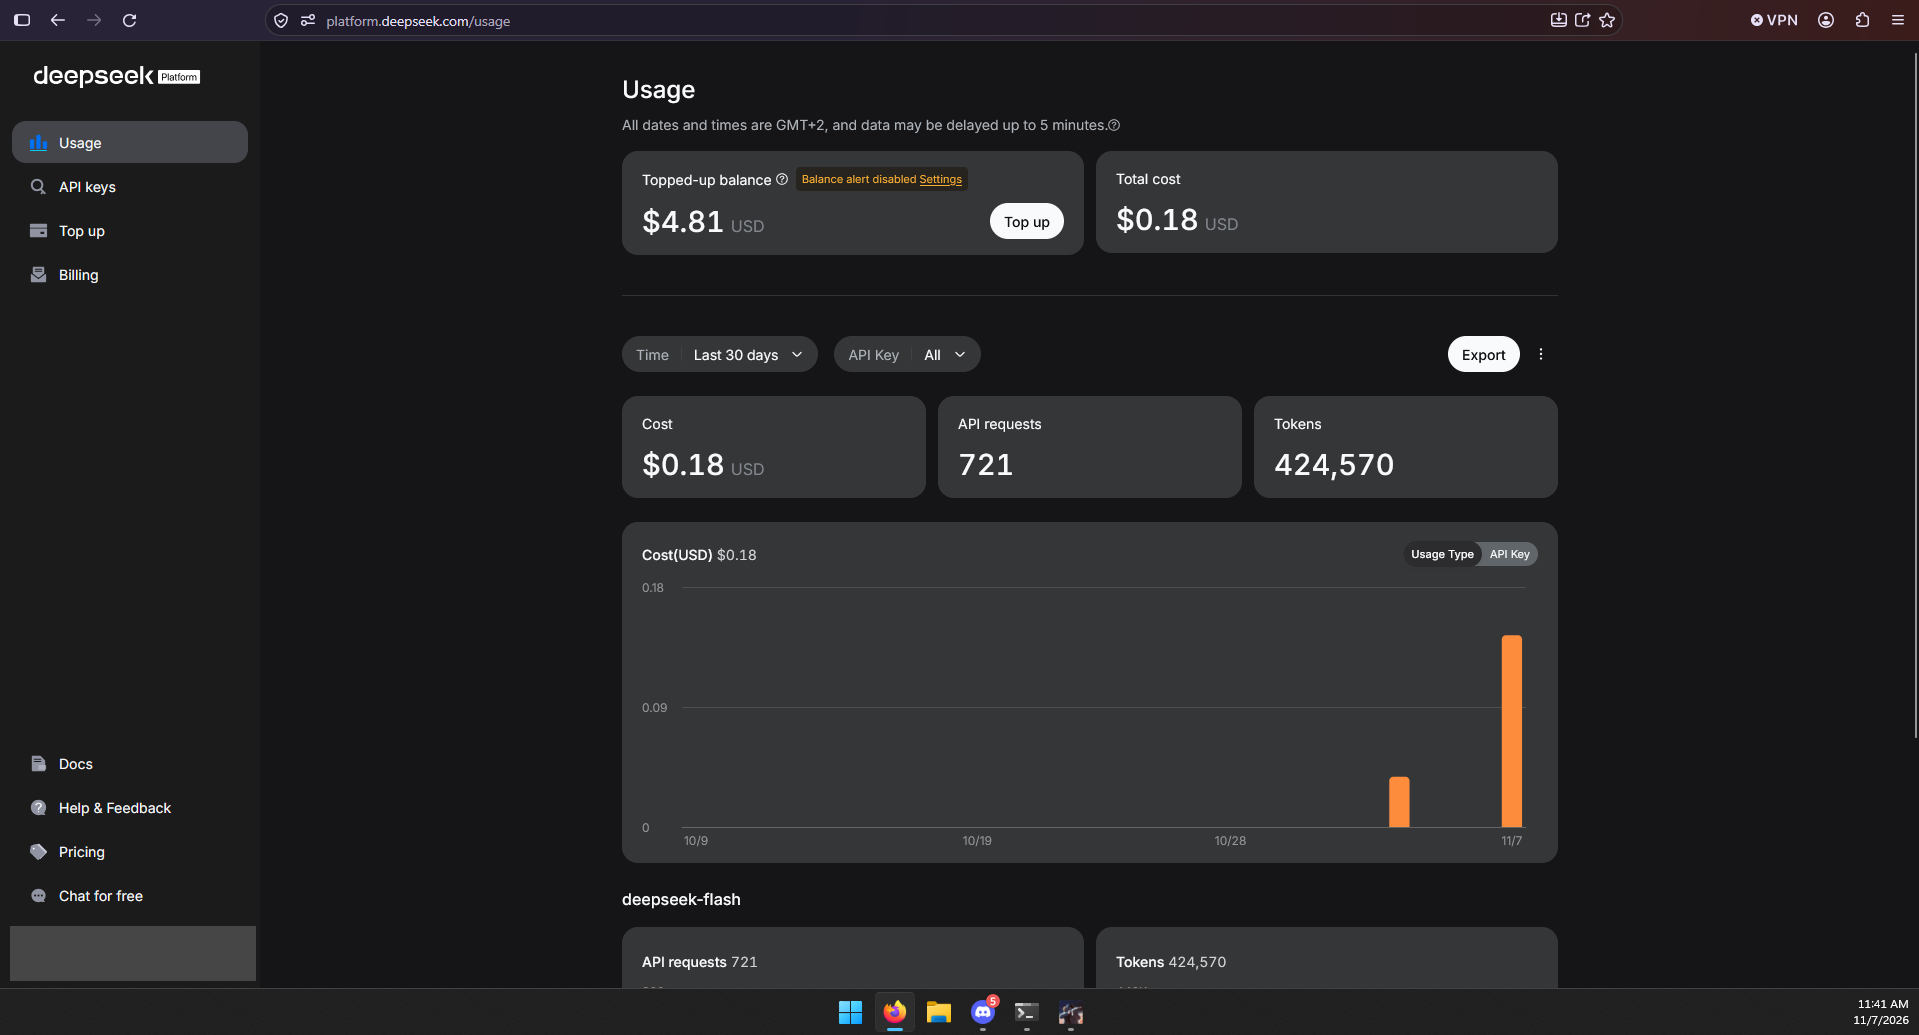 platform.deepseek.com/usage
VPN
deepseek Platform
Usage
API keys
Top up
Billing
Docs
Help & Feedback
Pricing
Chat for free
Usage
All dates and times are GMT+2, and data may be delayed up to 5 minutes.
Topped-up balance Balance alert disabled Settings
$4.81 USD
Top up
Total cost
$0.18 USD
Time Last 30 days
API Key All
Export
Cost
$0.18 USD
API requests
721
Tokens
424,570
Cost(USD) $0.18
Usage Type API Key
0.18
0.09
0
10/9 10/19 10/28 11/7
deepseek-flash
API requests 721
Tokens 424,570
5
11:41 AM
11/7/2026